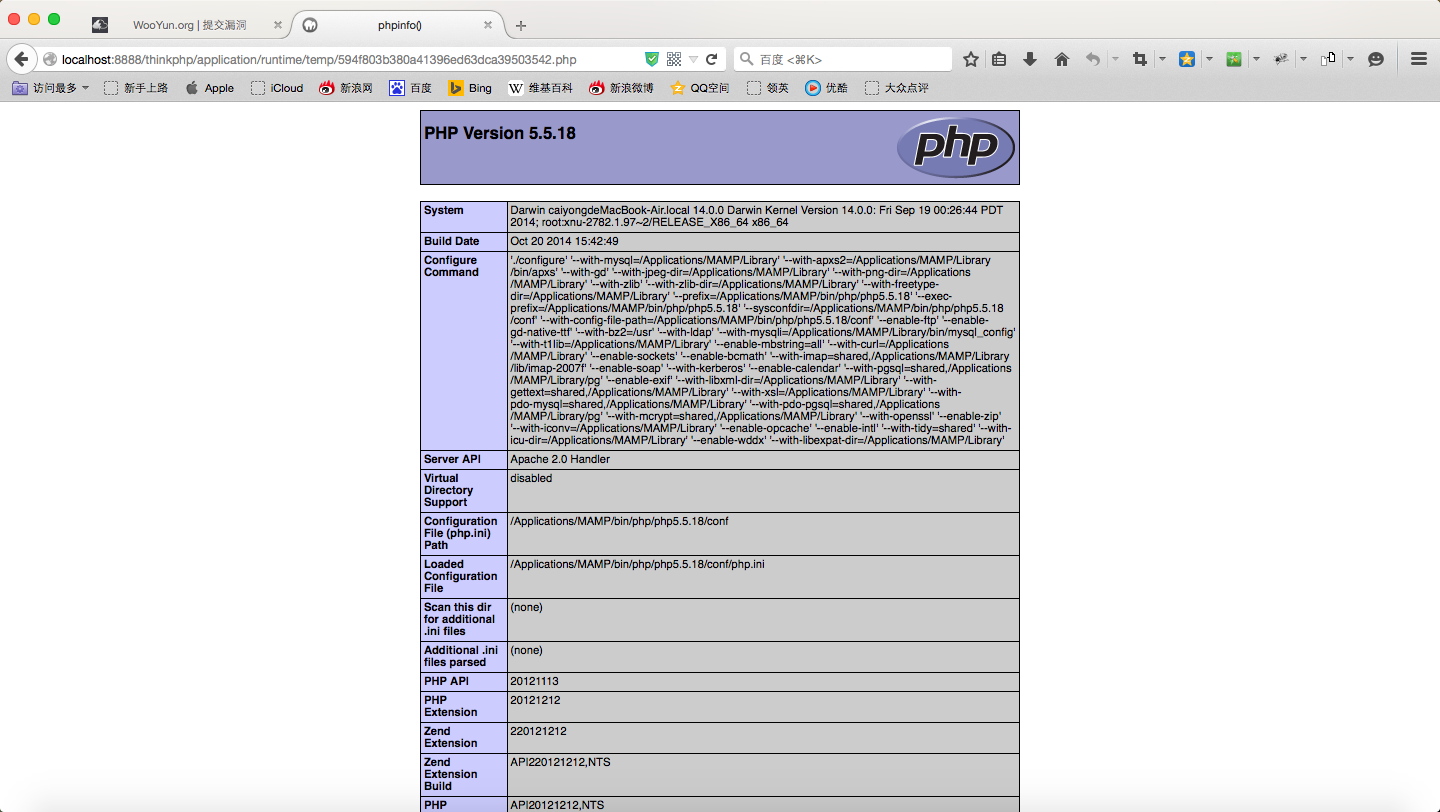 WooYun.org | 提交漏洞
phpinfo()
localhost:8888/thinkphp/application/runtime/temp/594f803b380a41396ed63dca39503542.php
百度 <⌘K>
访问最多
新手上路
Apple
iCloud
新浪网
百度
Bing
W 维基百科
新浪微博
QQ空间
领英
优酷
大众点评
PHP Version 5.5.18
php
System
Darwin caiyongdeMacBook-Air.local 14.0.0 Darwin Kernel Version 14.0.0: Fri Sep 19 00:26:44 PDT
2014; root:xnu-2782.1.97~2/RELEASE_X86_64 x86_64
Build Date
Oct 20 2014 15:42:49
Configure
Command
'./configure' '--with-mysql=/Applications/MAMP/Library' '--with-apxs2=/Applications/MAMP/Library
/bin/apxs' '--with-gd' '--with-jpeg-dir=/Applications/MAMP/Library' '--with-png-dir=/Applications
/MAMP/Library' '--with-zlib' '--with-zlib-dir=/Applications/MAMP/Library' '--with-freetype-
dir=/Applications/MAMP/Library' '--prefix=/Applications/MAMP/bin/php/php5.5.18' '--exec-
prefix=/Applications/MAMP/bin/php/php5.5.18' '--sysconfdir=/Applications/MAMP/bin/php/php5.5.18
/conf' '--with-config-file-path=/Applications/MAMP/bin/php/php5.5.18/conf' '--enable-ftp' '--enable-
gd-native-ttf' '--with-bz2=/usr' '--with-ldap' '--with-mysqli=/Applications/MAMP/Library/bin/mysql_config'
'--with-t1lib=/Applications/MAMP/Library' '--enable-mbstring=all' '--with-curl=/Applications
/MAMP/Library' '--enable-sockets' '--enable-bcmath' '--with-imap=shared,/Applications/MAMP/Library
/lib/imap-2007f' '--enable-soap' '--with-kerberos' '--enable-calendar' '--with-pgsql=shared,/Applications
/MAMP/Library/pg' '--enable-exif' '--with-libxml-dir=/Applications/MAMP/Library' '--with-
gettext=shared,/Applications/MAMP/Library' '--with-xsl=/Applications/MAMP/Library' '--with-
pdo-mysql=shared,/Applications/MAMP/Library' '--with-pdo-pgsql=shared,/Applications
/MAMP/Library/pg' '--with-mcrypt=shared,/Applications/MAMP/Library' '--with-openssl' '--enable-zip'
'--with-iconv=/Applications/MAMP/Library' '--enable-opcache' '--enable-intl' '--with-tidy=shared' '--with-
icu-dir=/Applications/MAMP/Library' '--enable-wddx' '--with-libexpat-dir=/Applications/MAMP/Library'
Server API
Apache 2.0 Handler
Virtual
Directory
Support
disabled
Configuration
File (php.ini)
Path
/Applications/MAMP/bin/php/php5.5.18/conf
Loaded
Configuration
File
/Applications/MAMP/bin/php/php5.5.18/conf/php.ini
Scan this dir
for additional
.ini files
(none)
Additional .ini
files parsed
(none)
PHP API
20121113
PHP
Extension
20121212
Zend
Extension
220121212
Zend
Extension
Build
API220121212,NTS
PHP
API20121212,NTS